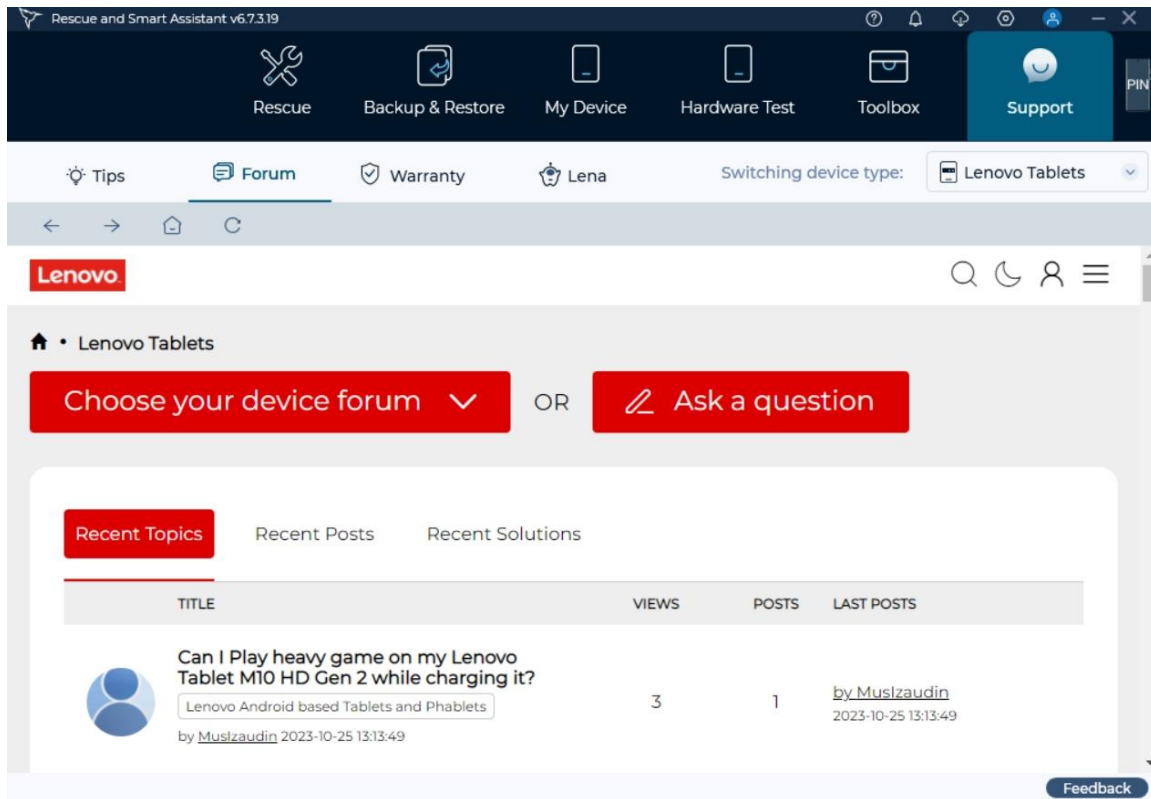 Rescue and Smart Assistant v6.7.3.19
Rescue
Backup & Restore
My Device
Hardware Test
Toolbox
Support
PIN
Tips
Forum
Warranty
Lena
Switching device type:
Lenovo Tablets
Lenovo
• Lenovo Tablets
Choose your device forum
OR
Ask a question
Recent Topics
Recent Posts
Recent Solutions
TITLE
VIEWS
POSTS
LAST POSTS
Can I Play heavy game on my Lenovo
Tablet M10 HD Gen 2 while charging it?
Lenovo Android based Tablets and Phablets
by MusIzaudin 2023-10-25 13:13:49
3
1
by MusIzaudin
2023-10-25 13:13:49
Feedback